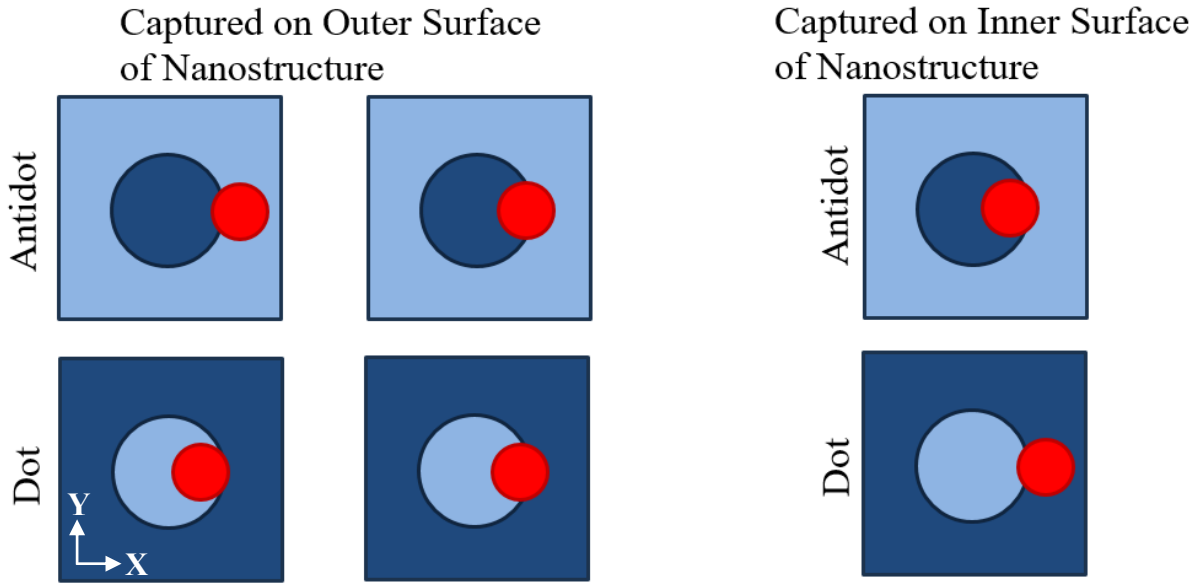 Captured on Outer Surface
of Nanostructure
Captured on Inner Surface
of Nanostructure
Antidot
Antidot
Dot
Dot
Y
X